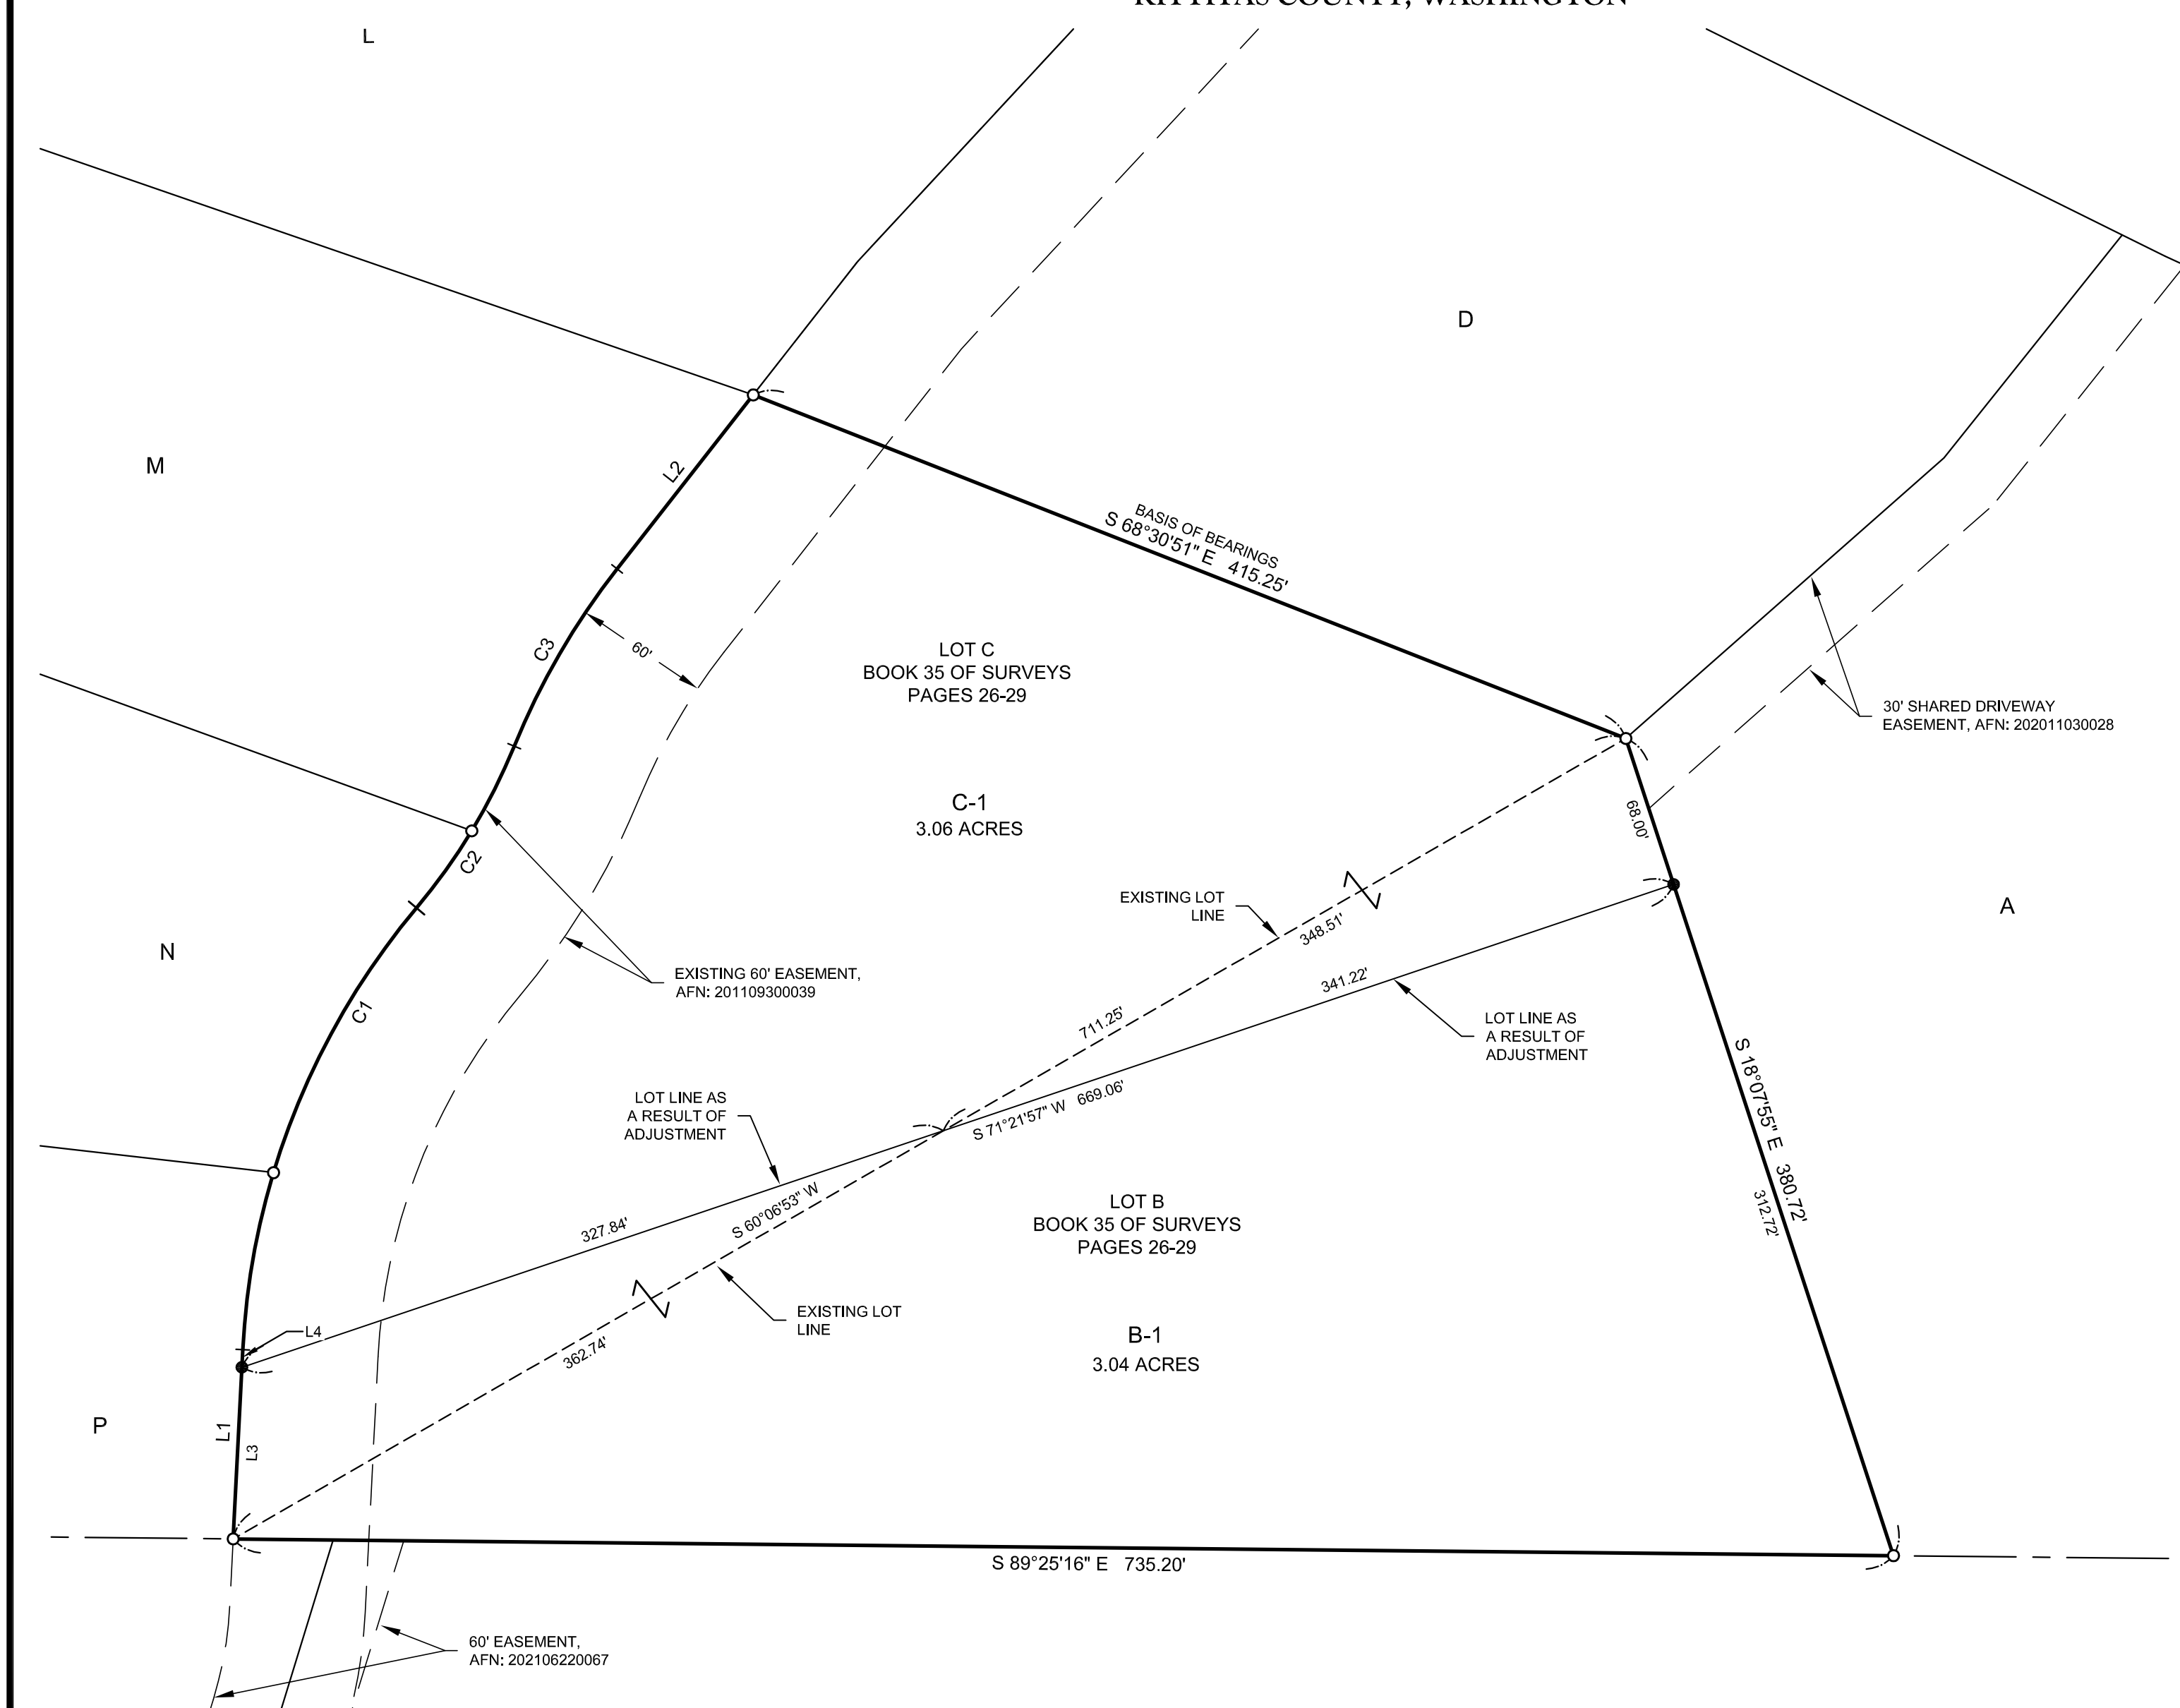 KITTITAS COUNTY, WASHINGTON
L
D
M
L2
BASIS OF BEARINGS
S 68°30'51" E 415.25'
C3
60'
LOT C
BOOK 35 OF SURVEYS
PAGES 26-29
30' SHARED DRIVEWAY
EASEMENT, AFN: 202011030028
C-1
3.06 ACRES
68.00'
C2
EXISTING LOT
LINE
348.51'
A
N
EXISTING 60' EASEMENT,
AFN: 201109300039
341.22'
C1
711.25'
LOT LINE AS
A RESULT OF
ADJUSTMENT
LOT LINE AS
A RESULT OF
ADJUSTMENT
S 71°21'57" W 669.06'
S 18°07'55" E 380.72'
312.72'
S 60°06'53" W
327.84'
LOT B
BOOK 35 OF SURVEYS
PAGES 26-29
EXISTING LOT
LINE
L4
362.74'
B-1
3.04 ACRES
P
L1
L3
S 89°25'16" E 735.20'
60' EASEMENT,
AFN: 202106220067